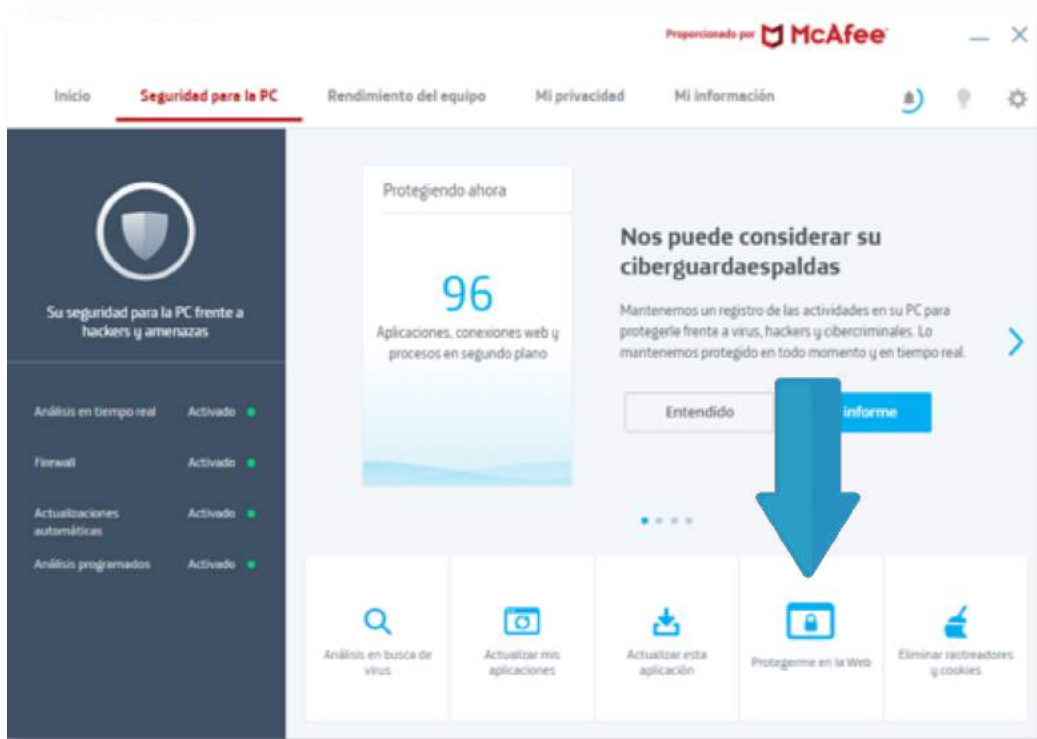 Proporcionado por McAfee
Inicio
Seguridad para la PC
Rendimiento del equipo
Mi privacidad
Mi información
Su seguridad para la PC frente a
hackers y amenazas
Análisis en tiempo real Activado
Firewall Activado
Actualizaciones Activado
automáticas
Análisis programados Activado
Protegiendo ahora
96
Aplicaciones, conexiones web y
procesos en segundo plano
Nos puede considerar su
ciberguardaespaldas
Mantenemos un registro de las actividades en su PC para
protegerle frente a virus, hackers y cibercriminales. Lo
mantenemos protegido en todo momento y en tiempo real.
Entendido
informe
Análisis en busca de
virus
Actualizar mis
aplicaciones
Actualizar esta
aplicación
Protegerme en la Web
Eliminar rastreadores
y cookies